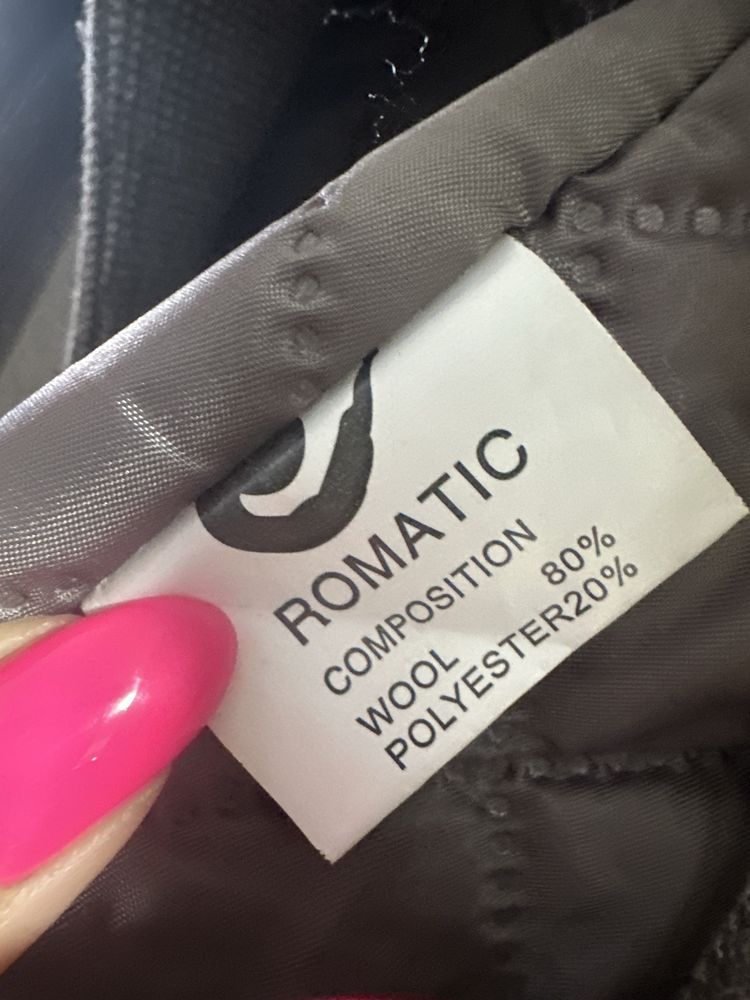 ROMATIC
COMPOSITION
WOOL 80%
POLYESTER20%